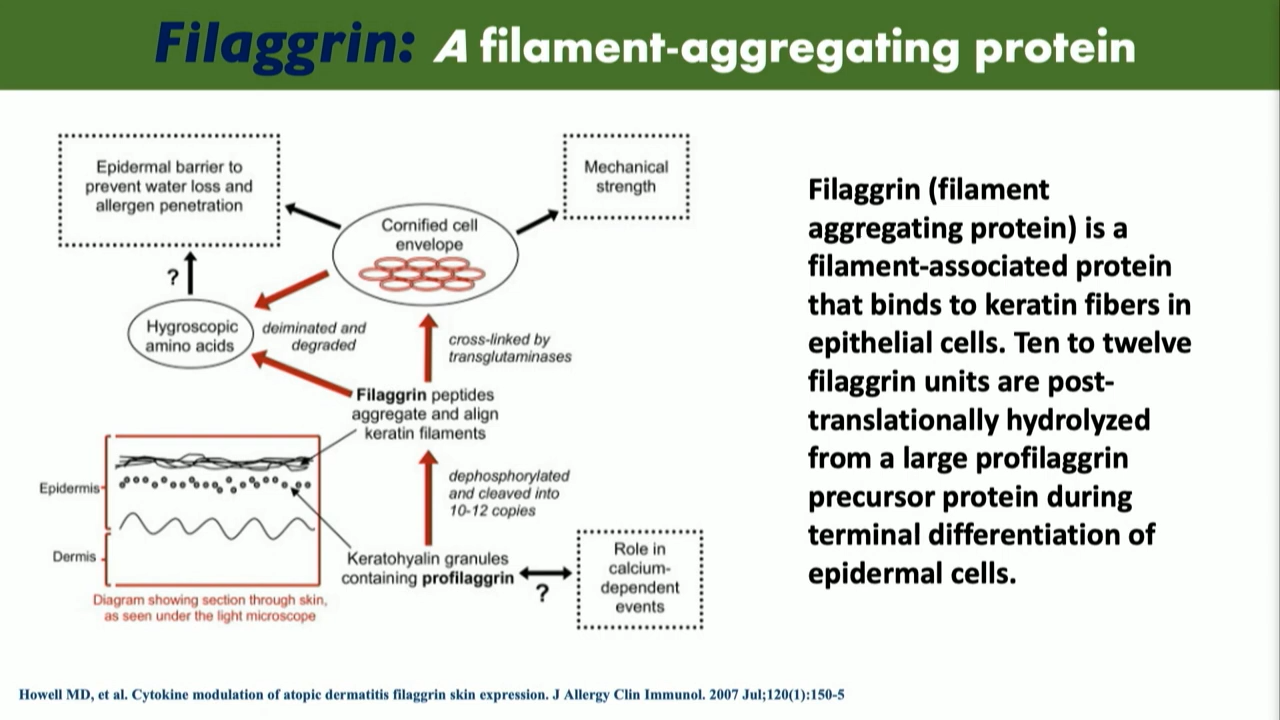 Filaggrin: A filament-aggregating protein
Epidermal barrier to
prevent water loss and
allergen penetration
Mechanical
strength
Cornified cell
envelope
?
Hygroscopic
amino acids
deiminated and
degraded
cross-linked by
transglutaminases
Filaggrin peptides
aggregate and align
keratin filaments
Epidermis
dephosphorylated
and cleaved into
10-12 copies
Dermis
Keratohyalin granules
containing profilaggrin
?
Role in
calcium-
dependent
events
Diagram showing section through skin,
as seen under the light microscope
Filaggrin (filament
aggregating protein) is a
filament-associated protein
that binds to keratin fibers in
epithelial cells. Ten to twelve
filaggrin units are post-
translationally hydrolyzed
from a large profilaggrin
precursor protein during
terminal differentiation of
epidermal cells.
Howell MD, et al. Cytokine modulation of atopic dermatitis filaggrin skin expression. J Allergy Clin Immunol. 2007 Jul;120(1):150-5